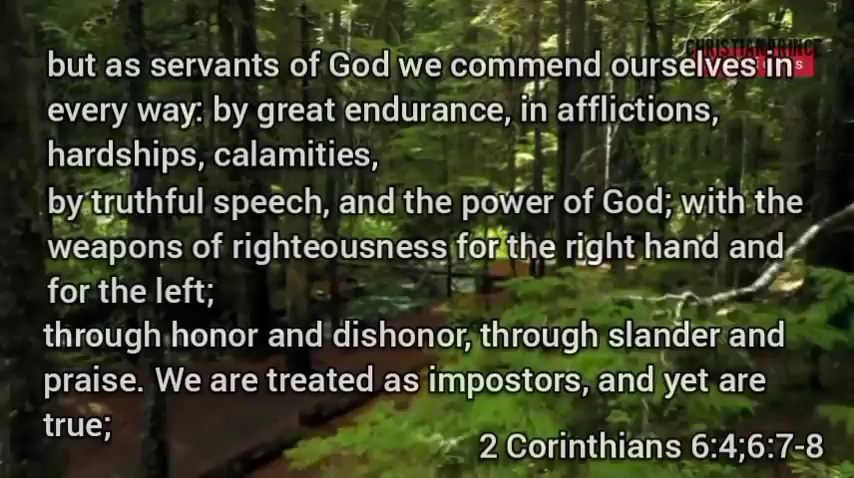 CHRISTIAN PRINCE
but as servants of God we commend ourselves in
every way: by great endurance, in afflictions,
hardships, calamities,
by truthful speech, and the power of God; with the
weapons of righteousness for the right hand and
for the left;
through honor and dishonor, through slander and
praise. We are treated as impostors, and yet are
true;
2 Corinthians 6:4;6:7-8